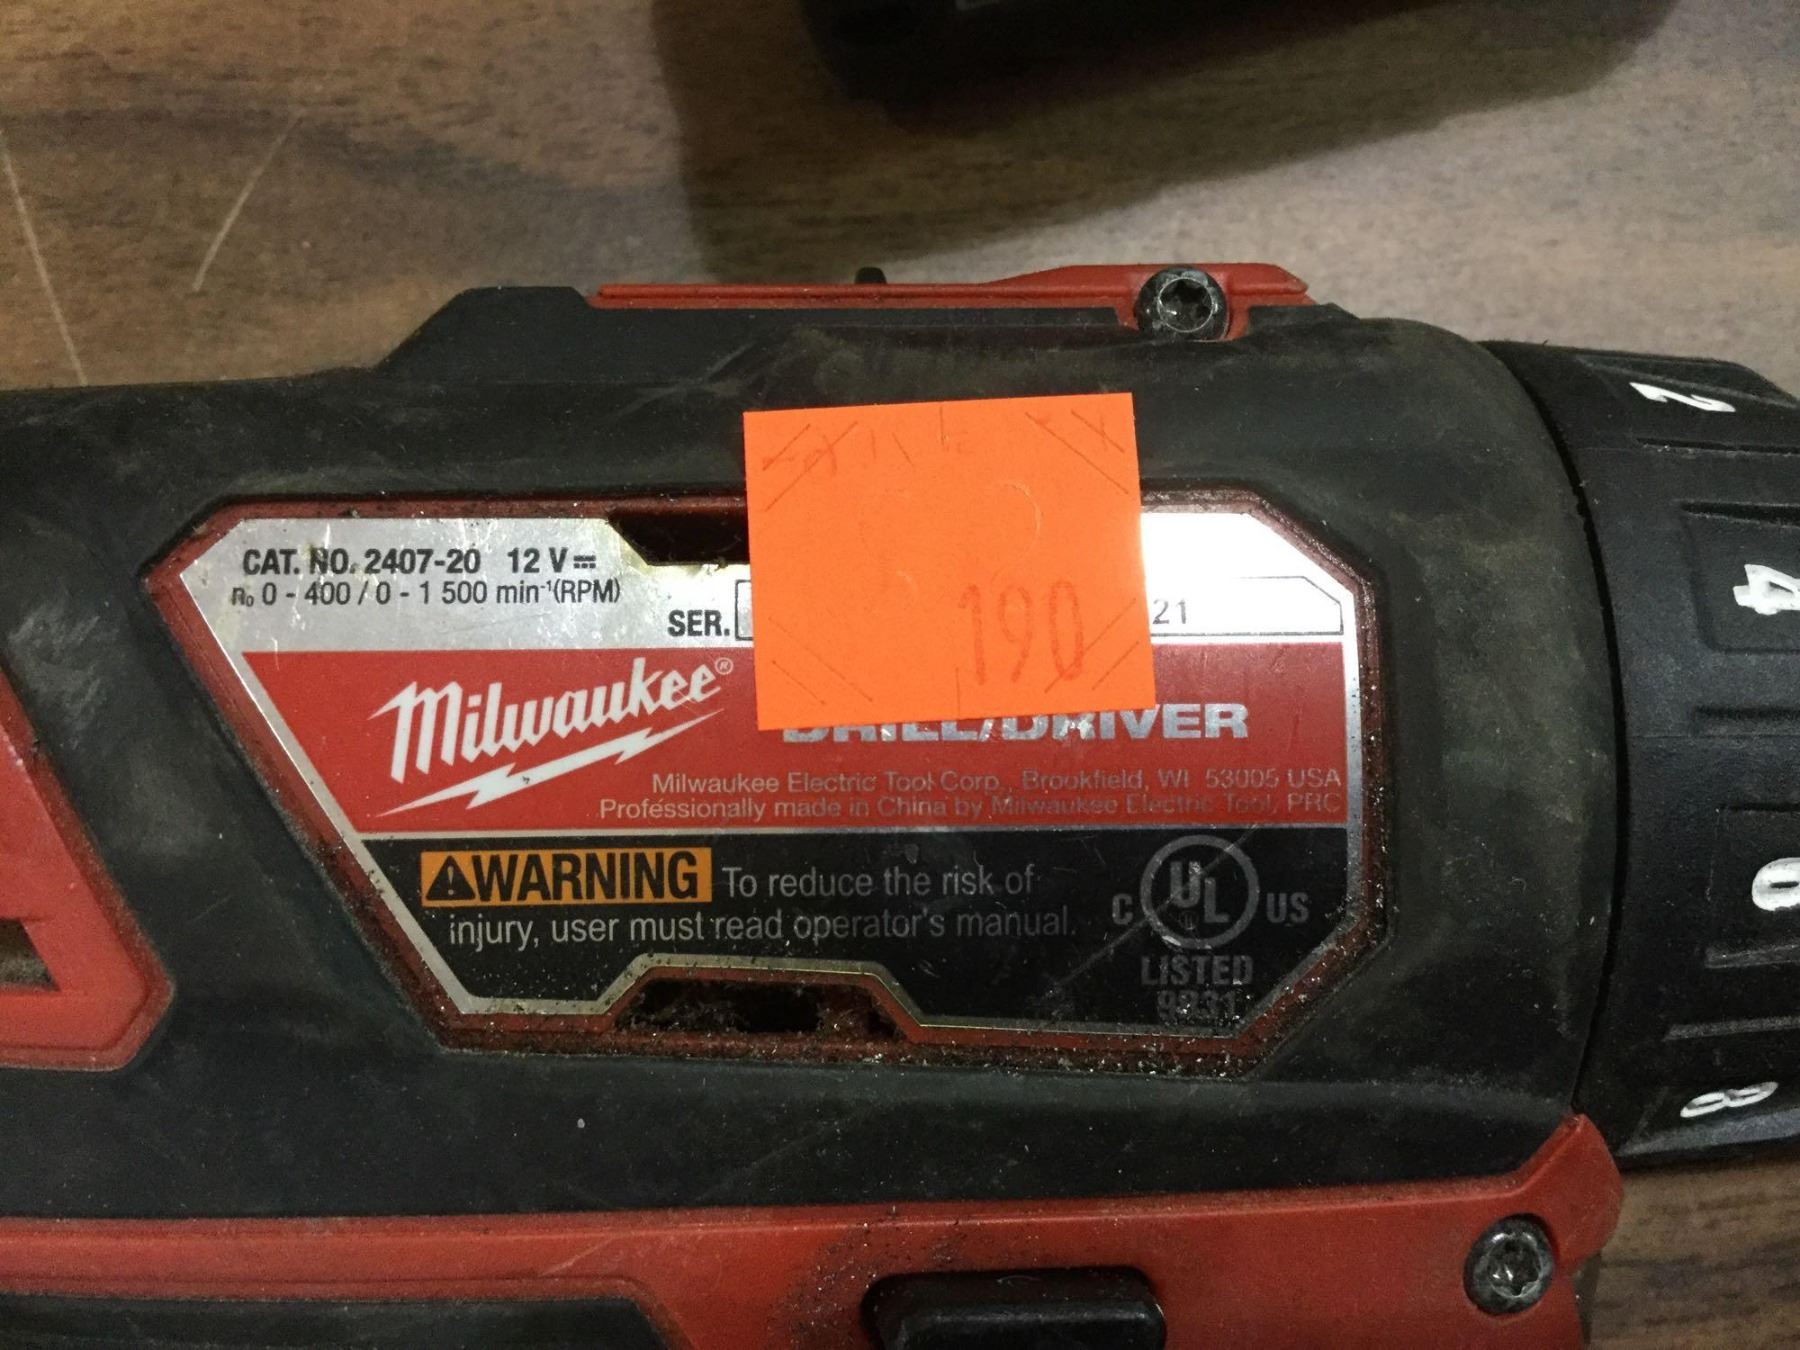 CAT. NO. 2407-20 12 V⎓
n₀ 0 - 400 / 0 - 1 500 min⁻¹(RPM)
SER. 21
190
Milwaukee®
DRILL/DRIVER
Milwaukee Electric Tool Corp., Brookfield, WI 53005 USA
Professionally made in China by Milwaukee Electric Tool, PRC
⚠WARNING To reduce the risk of
injury, user must read operator's manual.
C UL US
LISTED
9B31
2
4
6
8